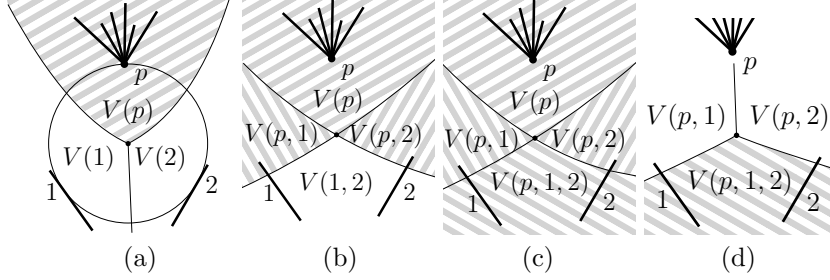 p
V(p)
V(1) V(2)
1 2
(a)
p
V(p)
V(p, 1) V(p, 2)
V(1, 2)
1 2
(b)
p
V(p)
V(p, 1) V(p, 2)
V(p, 1, 2)
1 2
(c)
p
V(p, 1) V(p, 2)
V(p, 1, 2)
1 2
(d)